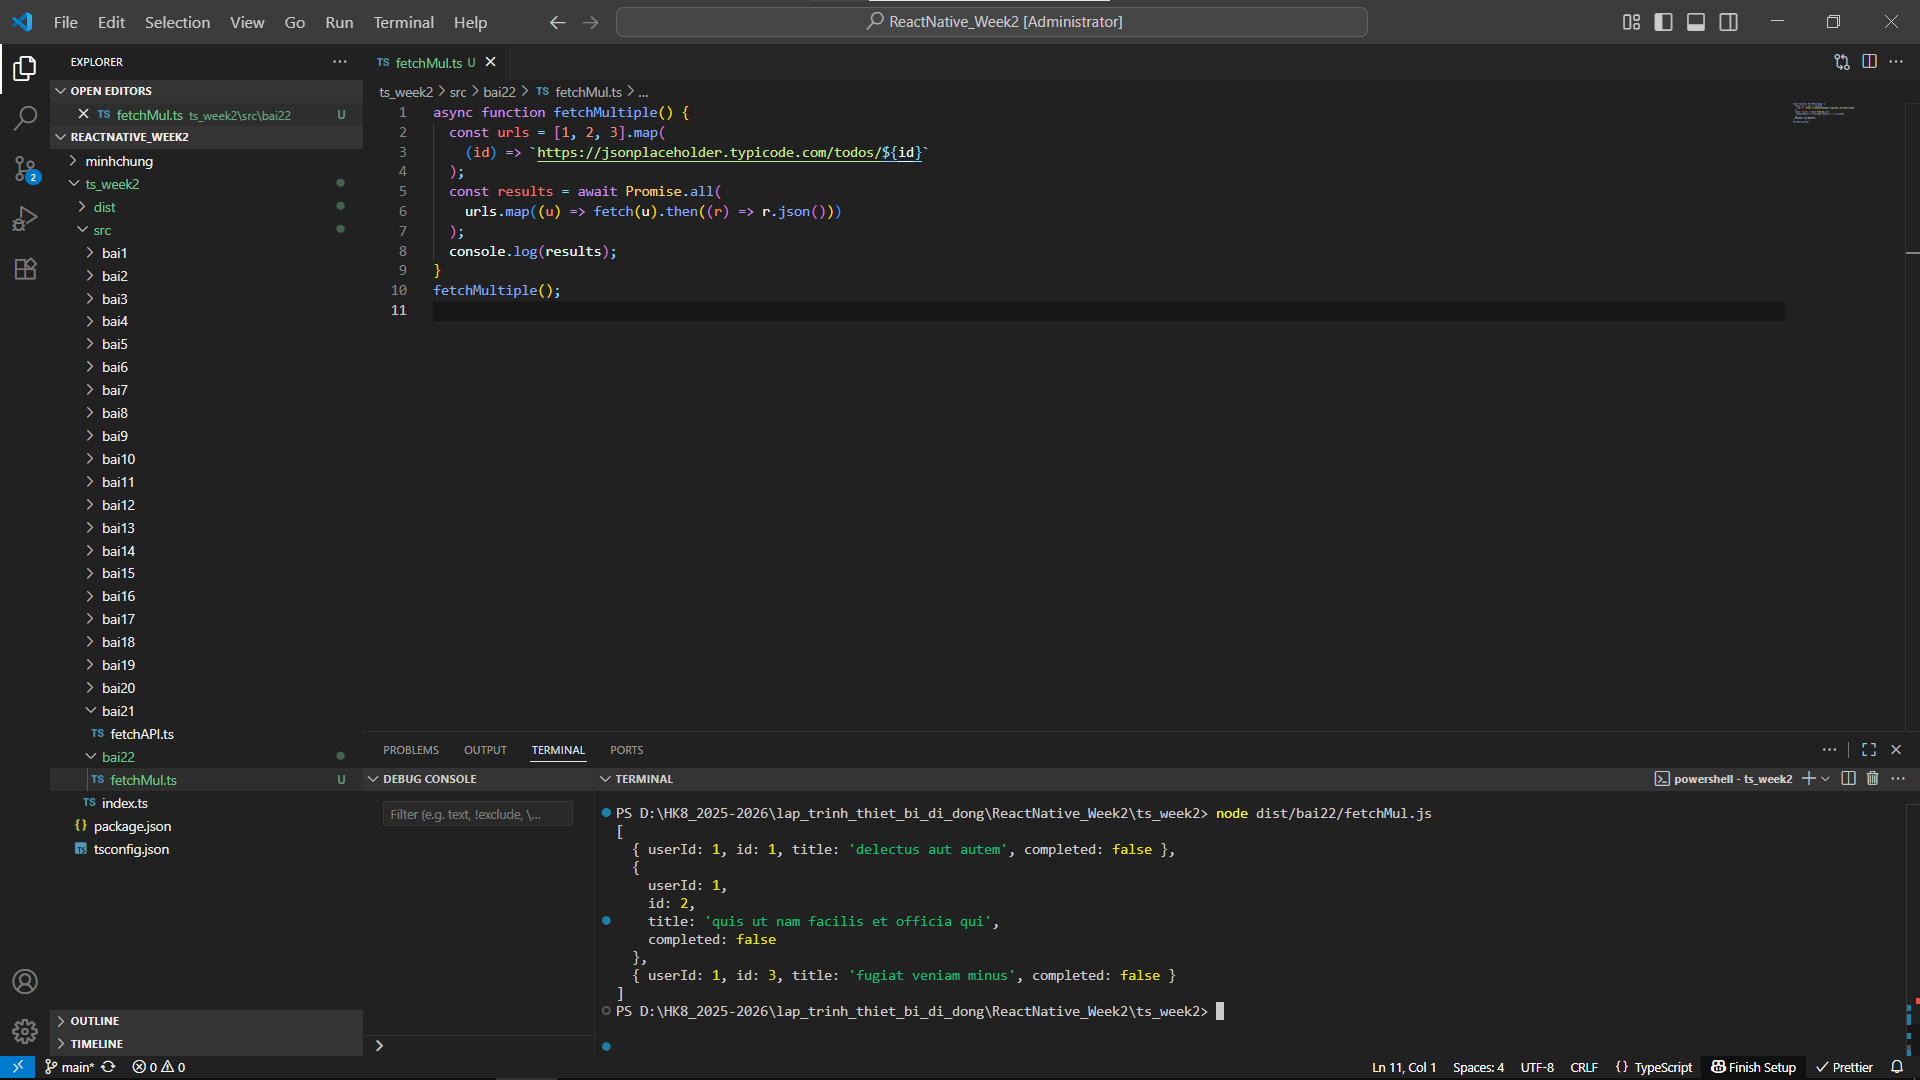 File Edit Selection View Go Run Terminal Help
ReactNative_Week2 [Administrator]
EXPLORER
OPEN EDITORS
TS fetchMul.ts ts_week2\src\bai22 U
REACTNATIVE_WEEK2
minhchung
ts_week2
dist
src
bai1
bai2
bai3
bai4
bai5
bai6
bai7
bai8
bai9
bai10
bai11
bai12
bai13
bai14
bai15
bai16
bai17
bai18
bai19
bai20
bai21
TS fetchAPI.ts
bai22
TS fetchMul.ts U
TS index.ts
{} package.json
TS tsconfig.json
OUTLINE
TIMELINE
2
TS fetchMul.ts U
ts_week2 > src > bai22 > TS fetchMul.ts > ...
1 async function fetchMultiple() {
2 const urls = [1, 2, 3].map(
3 (id) => `https://jsonplaceholder.typicode.com/todos/${id}`
4 );
5 const results = await Promise.all(
6 urls.map((u) => fetch(u).then((r) => r.json()))
7 );
8 console.log(results);
9 }
10 fetchMultiple();
11
PROBLEMS OUTPUT TERMINAL PORTS
DEBUG CONSOLE
Filter (e.g. text, !exclude, \...
TERMINAL
powershell - ts_week2
PS D:\HK8_2025-2026\lap_trinh_thiet_bi_di_dong\ReactNative_Week2\ts_week2> node dist/bai22/fetchMul.js
[
{ userId: 1, id: 1, title: 'delectus aut autem', completed: false },
{
userId: 1,
id: 2,
title: 'quis ut nam facilis et officia qui',
completed: false
},
{ userId: 1, id: 3, title: 'fugiat veniam minus', completed: false }
]
PS D:\HK8_2025-2026\lap_trinh_thiet_bi_di_dong\ReactNative_Week2\ts_week2>
main* 0 0
Ln 11, Col 1 Spaces: 4 UTF-8 CRLF {} TypeScript Finish Setup Prettier